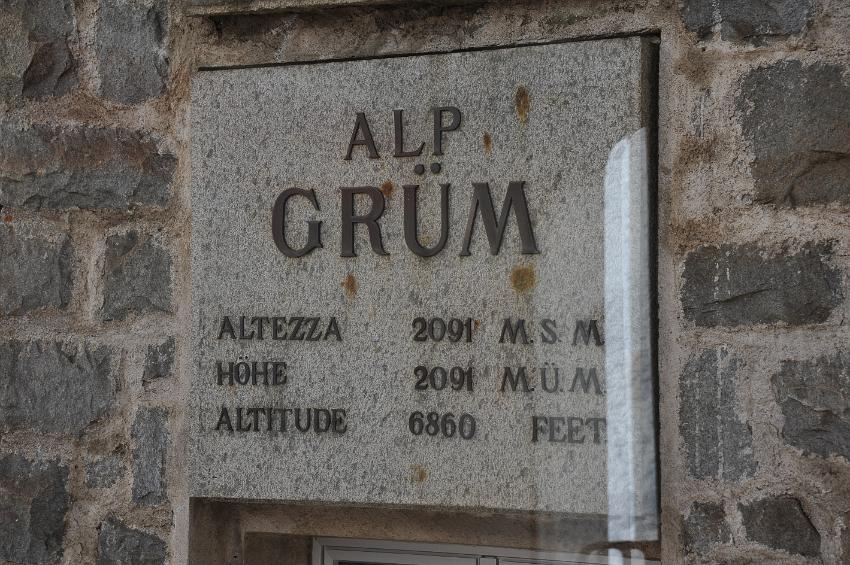 ALP
GRÜM
ALTEZZA 2091 M. S. M.
HÖHE 2091 M. Ü. M.
ALTITUDE 6860 FEET